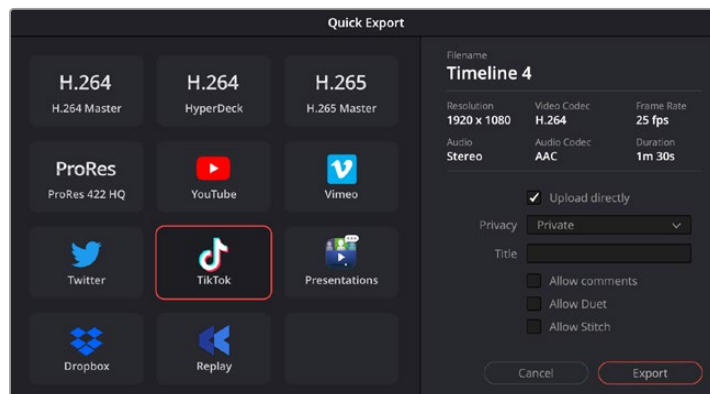 Quick Export
H.264
H.264 Master
H.264
HyperDeck
H.265
H.265 Master
ProRes
ProRes 422 HQ
YouTube
Vimeo
Twitter
TikTok
Presentations
Dropbox
Replay
Filename
Timeline 4
Resolution Video Codec Frame Rate
1920 x 1080 H.264 25 fps
Audio Audio Codec Duration
Stereo AAC 1m 30s
Upload directly
Privacy Private
Title
Allow comments
Allow Duet
Allow Stitch
Cancel Export